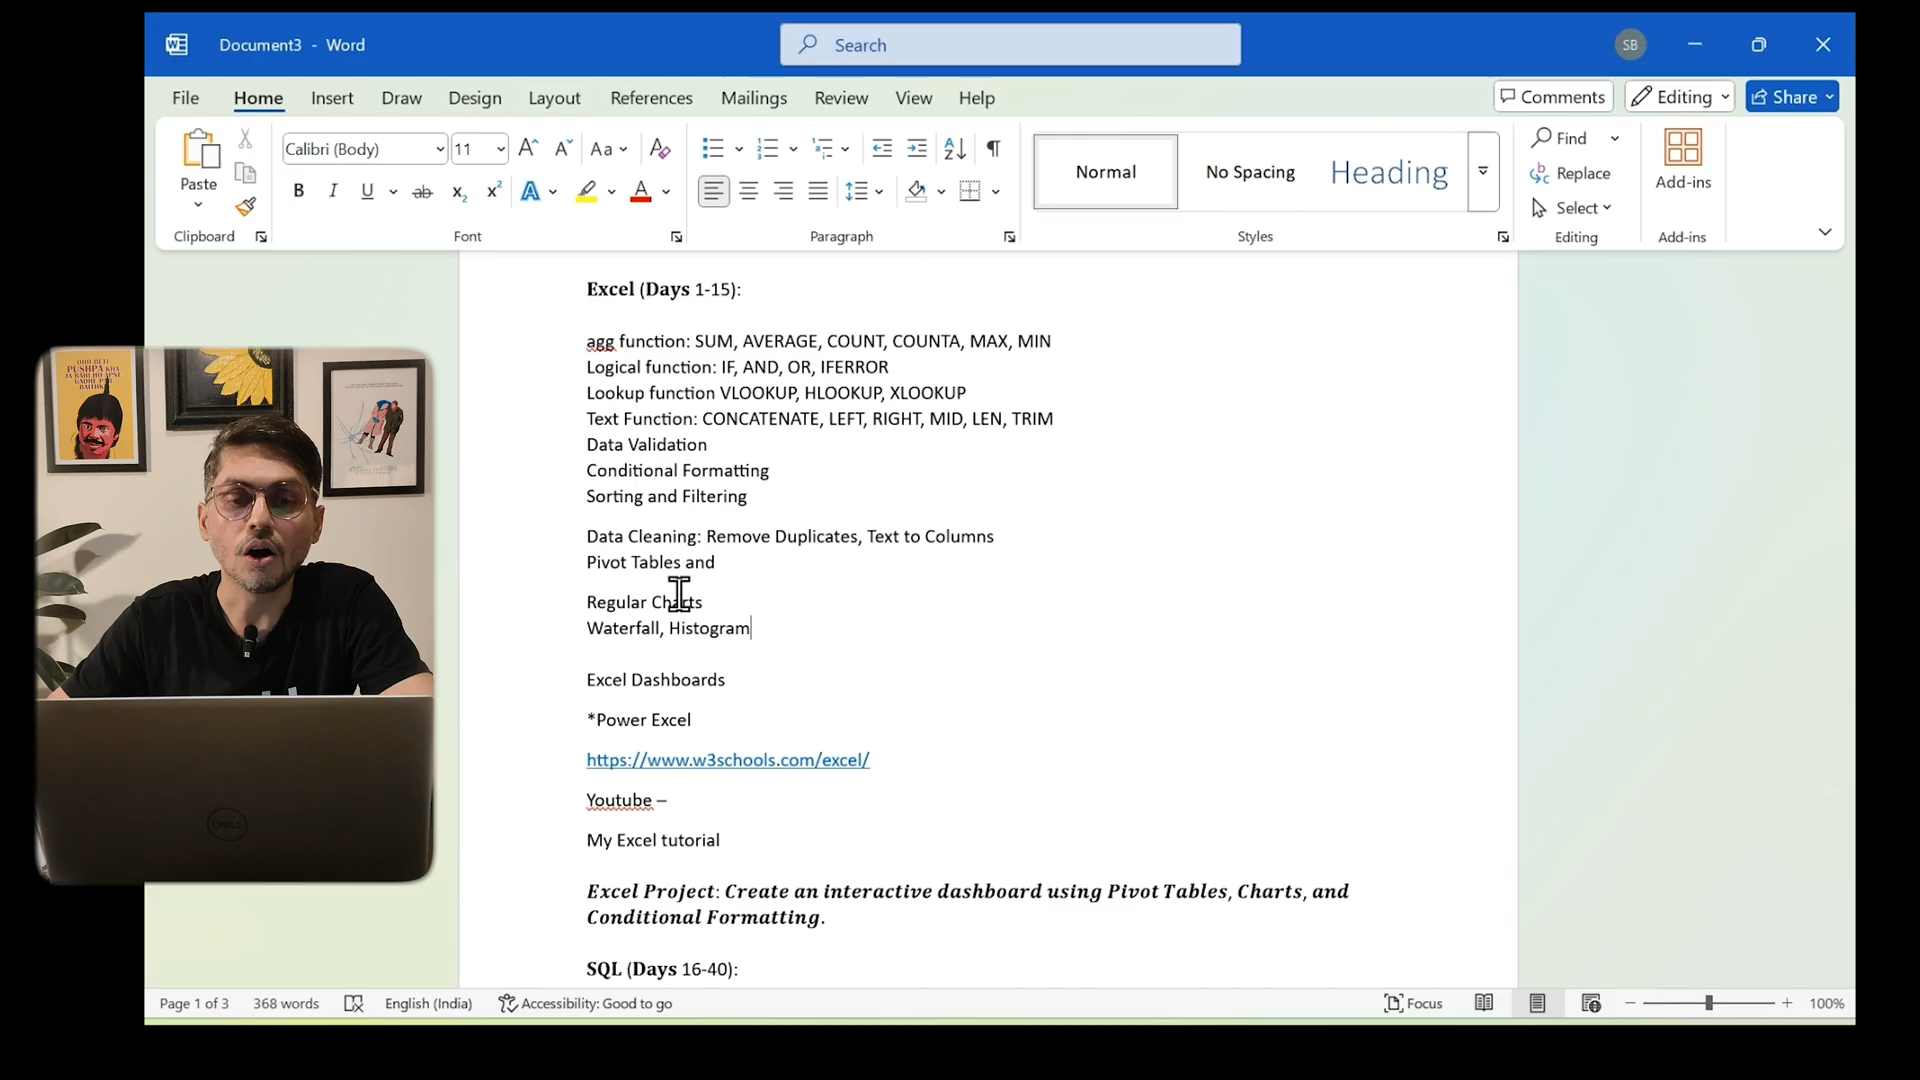 Document3 - Word
Search
SB
File Home Insert Draw Design Layout References Mailings Review View Help
Comments Editing Share
Paste
Calibri (Body) 11
Aa
Normal
No Spacing
Heading
Find
Replace
Select
Add-ins
Clipboard Font Paragraph Styles Editing Add-ins
Excel (Days 1-15):
agg function: SUM, AVERAGE, COUNT, COUNTA, MAX, MIN
Logical function: IF, AND, OR, IFERROR
Lookup function VLOOKUP, HLOOKUP, XLOOKUP
Text Function: CONCATENATE, LEFT, RIGHT, MID, LEN, TRIM
Data Validation
Conditional Formatting
Sorting and Filtering
Data Cleaning: Remove Duplicates, Text to Columns
Pivot Tables and
Regular Charts
Waterfall, Histogram
Excel Dashboards
*Power Excel
https://www.w3schools.com/excel/
Youtube –
My Excel tutorial
Excel Project: Create an interactive dashboard using Pivot Tables, Charts, and
Conditional Formatting.
SQL (Days 16-40):
Page 1 of 3 368 words English (India) Accessibility: Good to go Focus 100%
PUSHPA
DELL